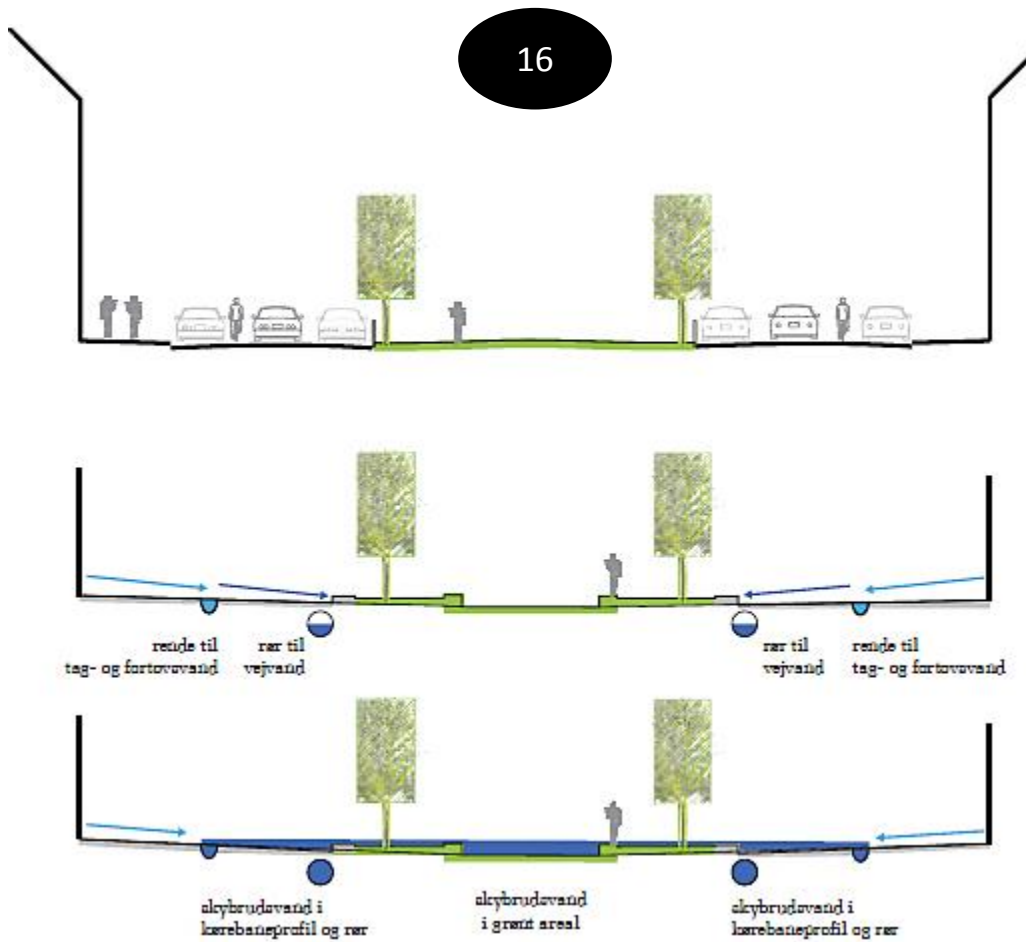 16
rende til
tag- og fortovsvand
rør til
vejvand
rør til
vejvand
rende til
tag- og fortovsvand
skybrudsvand i
kørebaneprofil og rør
skybrudsvand
i grønt areal
skybrudsvand i
kørebaneprofil og rør